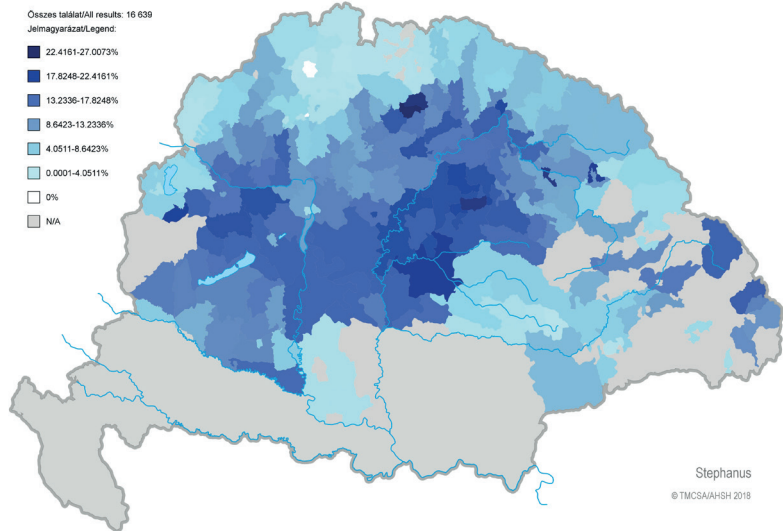 Összes találat/All results: 16 639
Jelmagyarázat/Legend:
22.4161-27.0073%
17.8248-22.4161%
13.2336-17.8248%
8.6423-13.2336%
4.0511-8.6423%
0.0001-4.0511%
0%
N/A
Stephanus
© TMCSA/AHSH 2018